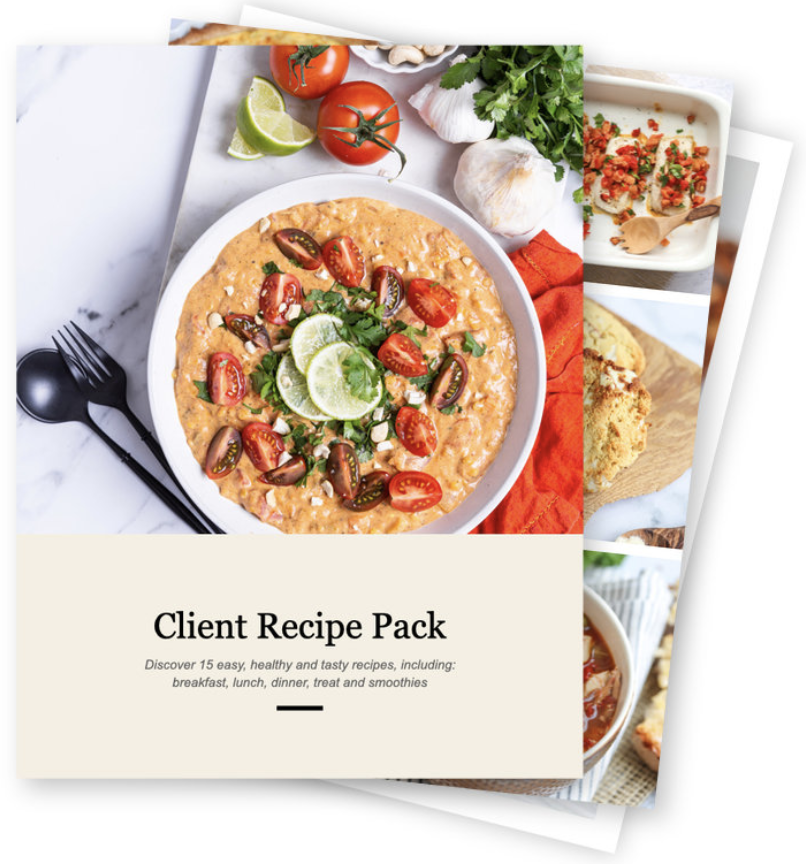 Client Recipe Pack
Discover 15 easy, healthy and tasty recipes, including:
breakfast, lunch, dinner, treat and smoothies